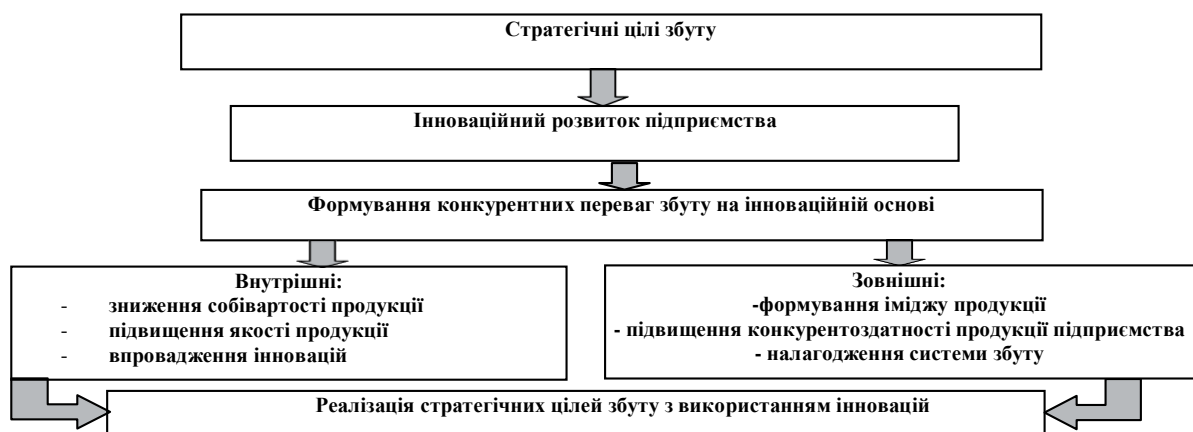 Стратегічні цілі збуту
Інноваційний розвиток підприємства
Формування конкурентних переваг збуту на інноваційній основі
Внутрішні:
- зниження собівартості продукції
- підвищення якості продукції
- впровадження інновацій
Зовнішні:
-формування іміджу продукції
- підвищення конкурентоздатності продукції підприємства
- налагодження системи збуту
Реалізація стратегічних цілей збуту з використанням інновацій